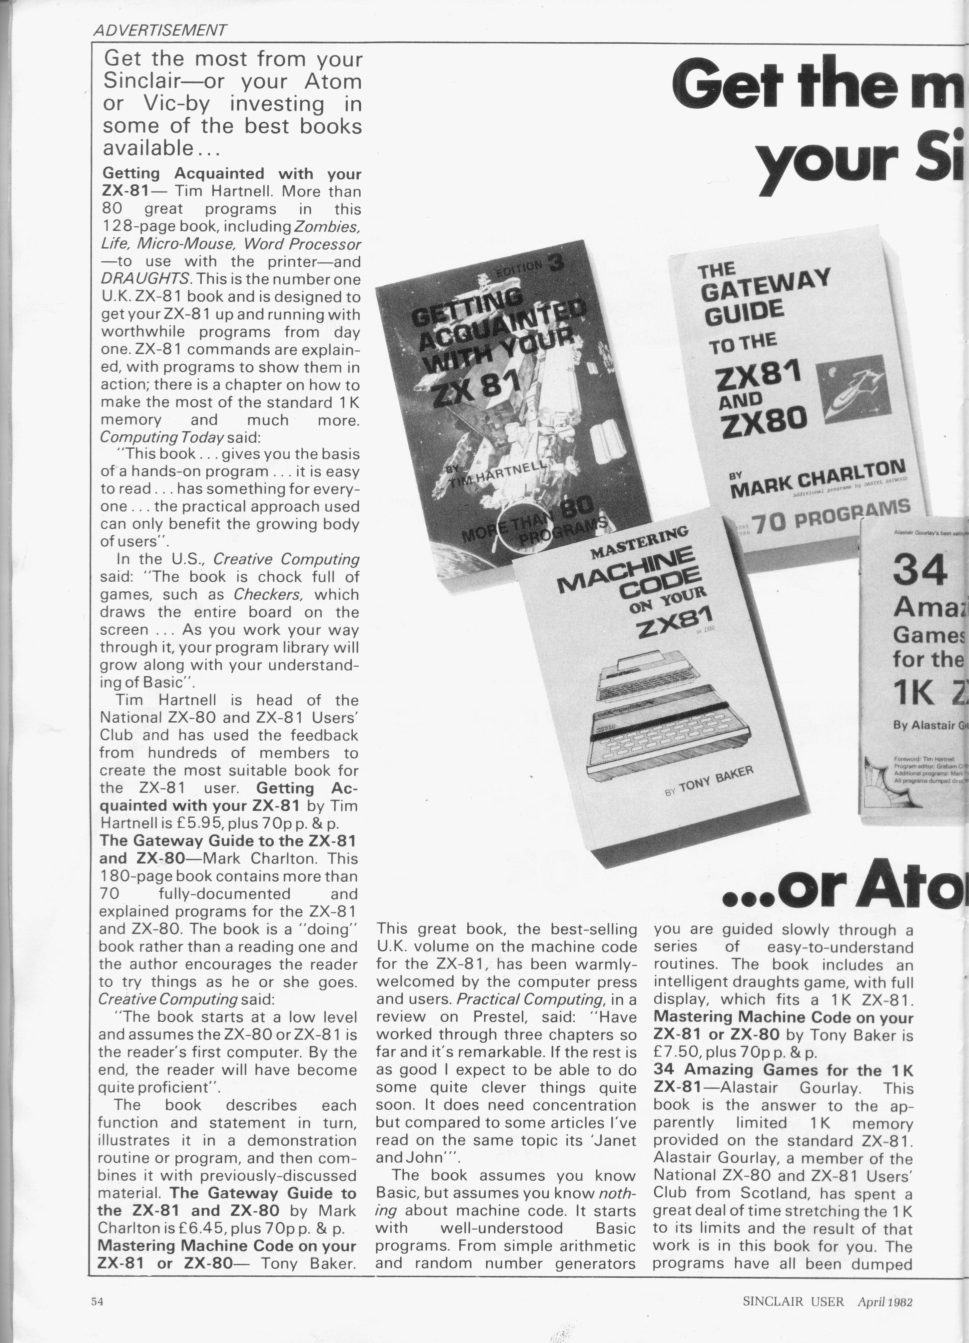 ADVERTISEMENT
Get the most from your
Sinclair—or your Atom
or Vic-by investing in
some of the best books
available...
Getting Acquainted with your
ZX-81— Tim Hartnell. More than
80 great programs in this
128-page book, including Zombies,
Life, Micro-Mouse, Word Processor
—to use with the printer—and
DRAUGHTS. This is the number one
U.K. ZX-81 book and is designed to
get your ZX-81 up and running with
worthwhile programs from day
one. ZX-81 commands are explain-
ed, with programs to show them in
action; there is a chapter on how to
make the most of the standard 1K
memory and much more.
Computing Today said:
"This book . . . gives you the basis
of a hands-on program . . . it is easy
to read . . . has something for every-
one . . . the practical approach used
can only benefit the growing body
of users".
In the U.S., Creative Computing
said: "The book is chock full of
games, such as Checkers, which
draws the entire board on the
screen ... As you work your way
through it, your program library will
grow along with your understand-
ing of Basic".
Tim Hartnell is head of the
National ZX-80 and ZX-81 Users'
Club and has used the feedback
from hundreds of members to
create the most suitable book for
the ZX-81 user. Getting Ac-
quainted with your ZX-81 by Tim
Hartnell is £5.95, plus 70p p. & p.
The Gateway Guide to the ZX-81
and ZX-80—Mark Charlton. This
180-page book contains more than
70 fully-documented and
explained programs for the ZX-81
and ZX-80. The book is a "doing"
book rather than a reading one and
the author encourages the reader
to try things as he or she goes.
Creative Computing said:
"The book starts at a low level
and assumes the ZX-80 or ZX-81 is
the reader's first computer. By the
end, the reader will have become
quite proficient".
The book describes each
function and statement in turn,
illustrates it in a demonstration
routine or program, and then com-
bines it with previously-discussed
material. The Gateway Guide to
the ZX-81 and ZX-80 by Mark
Charlton is £6.45, plus 70p p. & p.
Mastering Machine Code on your
ZX-81 or ZX-80— Tony Baker.
Get the m
your Si
EDITION 3
GETTING
ACQUAINTED
WITH YOUR
ZX 81
BY
TIM HARTNELL
MORE THAN 80
PROGRAMS
THE
GATEWAY
GUIDE
TO THE
ZX81
AND
ZX80
BY
MARK CHARLTON
additional programs by
70 PROGRAMS
MASTERING
MACHINE
CODE
ON YOUR
ZX81
BY TONY BAKER
Alastair Gourlay's best
34
Amaz
Games
for the
1K Z
By Alastair G
Foreword: Tim Hartnell
Program editor: Graham
Additional programs: Mark
All programs dumped
...or Ato
This great book, the best-selling
U.K. volume on the machine code
for the ZX-81, has been warmly-
welcomed by the computer press
and users. Practical Computing, in a
review on Prestel, said: "Have
worked through three chapters so
far and it's remarkable. If the rest is
as good I expect to be able to do
some quite clever things quite
soon. It does need concentration
but compared to some articles I've
read on the same topic its 'Janet
and John'".
The book assumes you know
Basic, but assumes you know noth-
ing about machine code. It starts
with well-understood Basic
programs. From simple arithmetic
and random number generators
you are guided slowly through a
series of easy-to-understand
routines. The book includes an
intelligent draughts game, with full
display, which fits a 1K ZX-81.
Mastering Machine Code on your
ZX-81 or ZX-80 by Tony Baker is
£7.50, plus 70p p. & p.
34 Amazing Games for the 1K
ZX-81—Alastair Gourlay. This
book is the answer to the ap-
parently limited 1K memory
provided on the standard ZX-81.
Alastair Gourlay, a member of the
National ZX-80 and ZX-81 Users'
Club from Scotland, has spent a
great deal of time stretching the 1K
to its limits and the result of that
work is in this book for you. The
programs have all been dumped
54
SINCLAIR USER April 1982